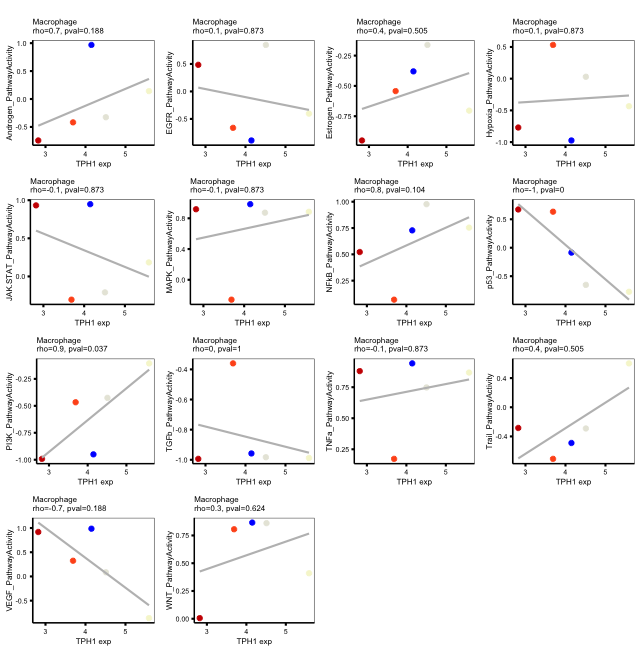 Macrophage
rho=0.7, pval=0.188
Androgen_PathwayActivity
1.0
0.5
0.0
-0.5
3 4 5
TPH1 exp
Macrophage
rho=0.1, pval=0.873
EGFR_PathwayActivity
0.5
0.0
-0.5
3 4 5
TPH1 exp
Macrophage
rho=0.4, pval=0.505
Estrogen_PathwayActivity
-0.25
-0.50
-0.75
3 4 5
TPH1 exp
Macrophage
rho=0.1, pval=0.873
Hypoxia_PathwayActivity
0.5
0.0
-0.5
-1.0
3 4 5
TPH1 exp
Macrophage
rho=-0.1, pval=0.873
JAK.STAT_PathwayActivity
1.0
0.5
0.0
3 4 5
TPH1 exp
Macrophage
rho=-0.1, pval=0.873
MAPK_PathwayActivity
0.8
0.4
0.0
3 4 5
TPH1 exp
Macrophage
rho=0.8, pval=0.104
NFkB_PathwayActivity
1.00
0.75
0.50
0.25
3 4 5
TPH1 exp
Macrophage
rho=-1, pval=0
p53_PathwayActivity
0.5
0.0
-0.5
3 4 5
TPH1 exp
Macrophage
rho=0.9, pval=0.037
PI3K_PathwayActivity
-0.25
-0.50
-0.75
-1.00
3 4 5
TPH1 exp
Macrophage
rho=0, pval=1
TGFb_PathwayActivity
-0.4
-0.6
-0.8
-1.0
3 4 5
TPH1 exp
Macrophage
rho=-0.1, pval=0.873
TNFa_PathwayActivity
0.75
0.50
0.25
3 4 5
TPH1 exp
Macrophage
rho=0.4, pval=0.505
Trail_PathwayActivity
0.4
0.0
-0.4
3 4 5
TPH1 exp
Macrophage
rho=-0.7, pval=0.188
VEGF_PathwayActivity
1.0
0.5
0.0
-0.5
3 4 5
TPH1 exp
Macrophage
rho=0.3, pval=0.624
WNT_PathwayActivity
0.75
0.50
0.25
0.00
3 4 5
TPH1 exp